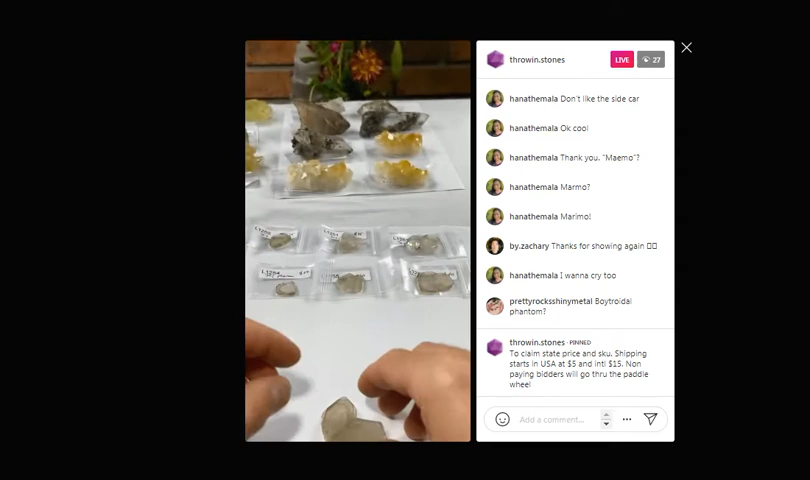 throwin.stones LIVE 27
hanathemala Don't like the side car
hanathemala Ok cool
hanathemala Thank you. "Maemo"?
hanathemala Marmo?
hanathemala Marimo!
by.zachary Thanks for showing again
hanathemala I wanna cry too
prettyrocksshinymetal Boytroidal
phantom?
throwin.stones · PINNED
To claim state price and sku. Shipping
starts in USA at $5 and intl $15. Non
paying bidders will go thru the paddle
wheel
Add a comment...